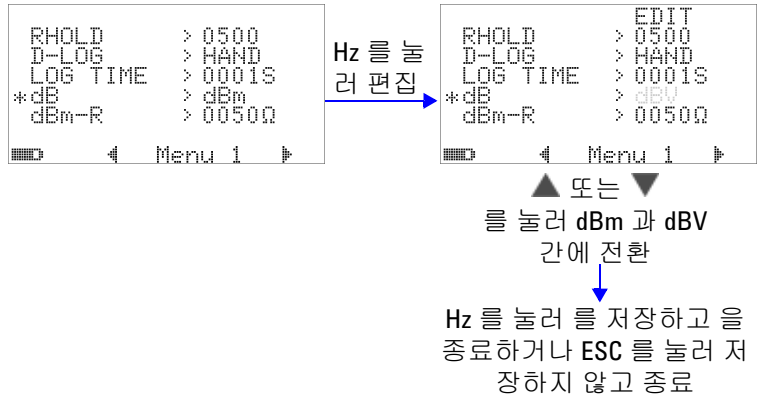 RHOLD > 0500
D-LOG > HAND
LOG TIME > 0001S
*dB > dBm
dBm-R > 0050Ω
Menu 1
Hz 를 눌
러 편집
EDIT
RHOLD > 0500
D-LOG > HAND
LOG TIME > 0001S
*dB > dBV
dBm-R > 0050Ω
Menu 1
▲ 또는 ▼
를 눌러 dBm 과 dBV
간에 전환
Hz 를 눌러 를 저장하고 을
종료하거나 ESC 를 눌러 저
장하지 않고 종료